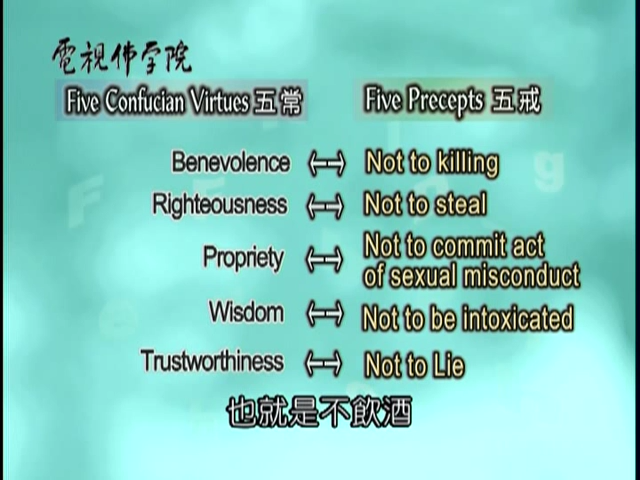 電視佛学院
Five Confucian Virtues 五常
Five Precepts 五戒
Benevolence ↔ Not to killing
Righteousness ↔ Not to steal
Propriety ↔ Not to commit act
of sexual misconduct
Wisdom ↔ Not to be intoxicated
Trustworthiness ↔ Not to Lie
也就是不飲酒